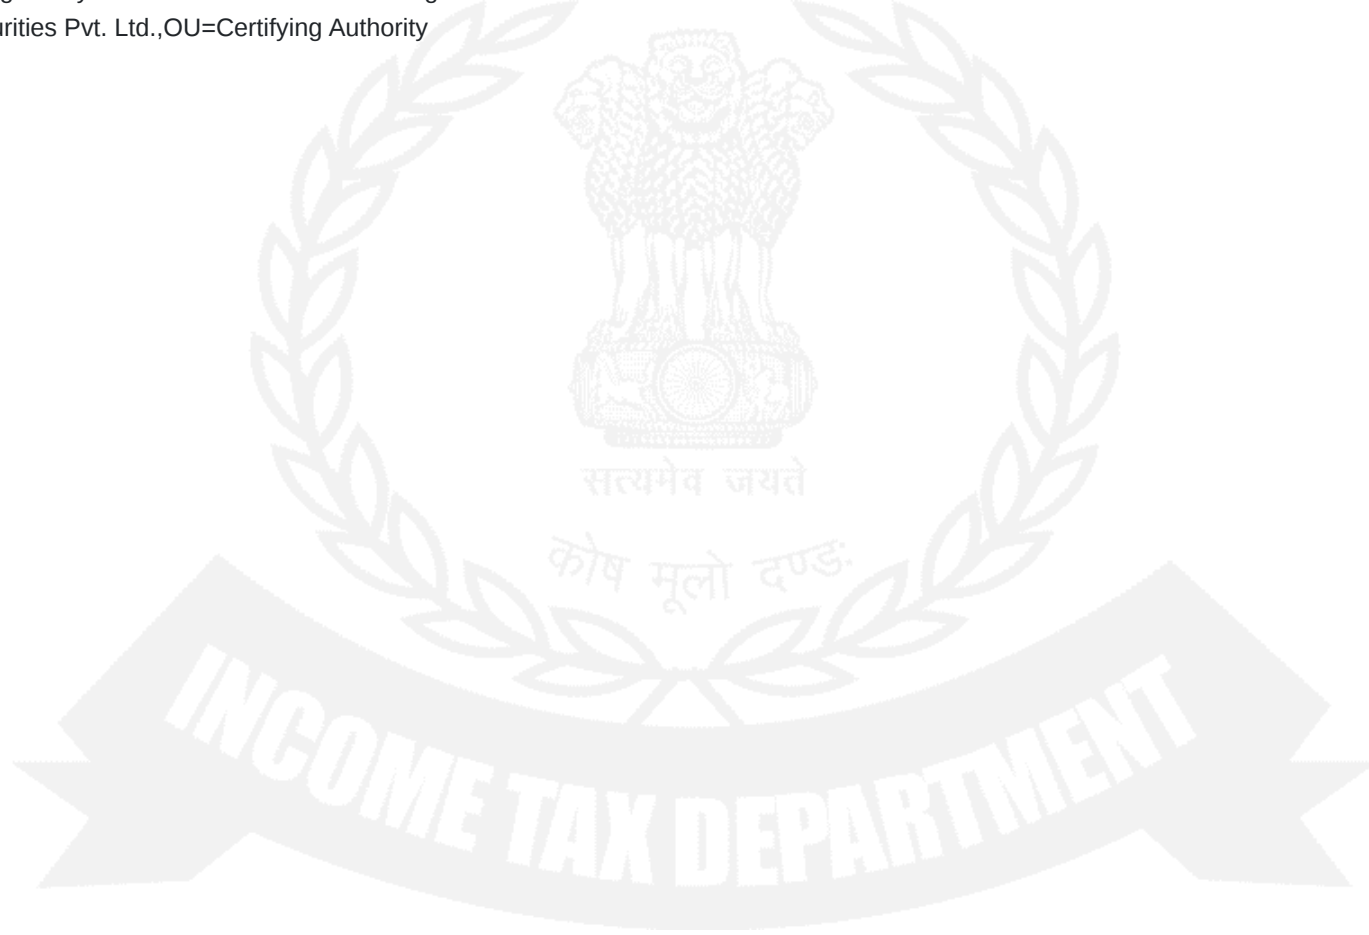 urities Pvt. Ltd.,OU=Certifying Authority
सत्यमेव जयते
कोष मूलो दण्ड:
INCOME TAX DEPARTMENT